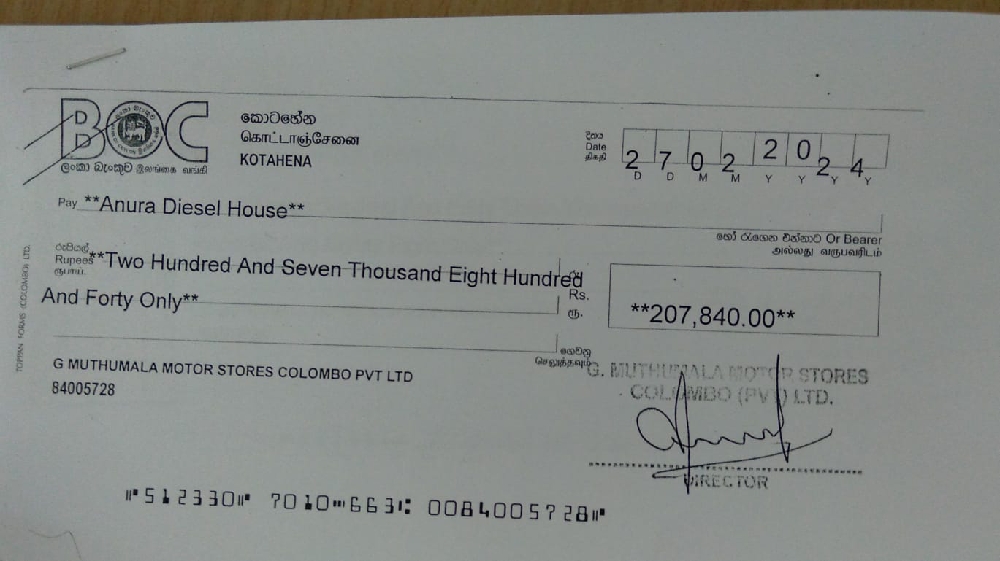 BOC
ලංකා බැංකුව இலங்கை வங்கி
කොටහේන
கொட்டாஞ்சேனை
KOTAHENA
දිනය
Date
திகதி
2 7 0 2 2 0 2 4
D D M M Y Y Y Y
Pay **Anura Diesel House**
හෝ රැගෙන එන්නාට Or Bearer
அல்லது வருபவரிடம்
රුපියල්
Rupees **Two Hundred And Seven Thousand Eight Hundred
ரூபாய்
And Forty Only**
Rs.
ரூ.
**207,840.00**
ගෙවනු
செலுத்தவும்
G MUTHUMALA MOTOR STORES COLOMBO PVT LTD
84005728
G. MUTHUMALA MOTOR STORES
COLOMBO (PVT) LTD.
DIRECTOR
⑈512330⑈ 7010⑉663⑆ 0084005728⑈